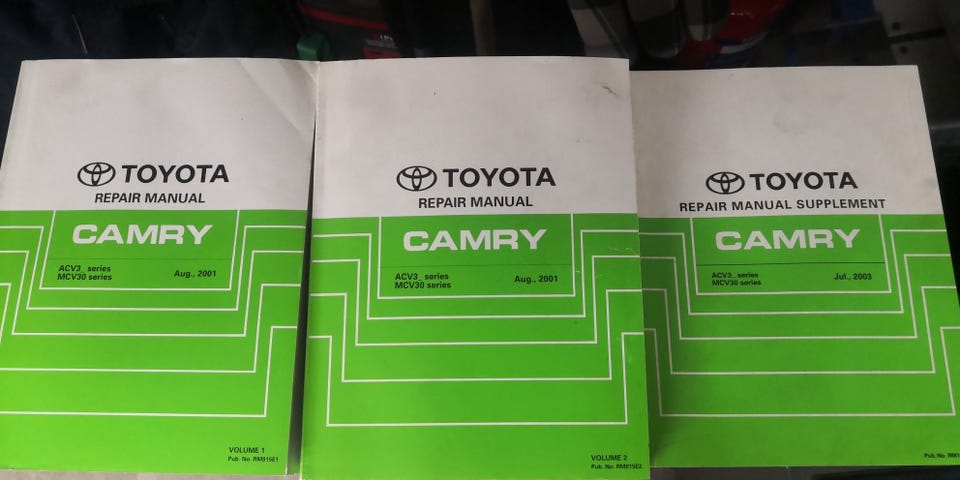 TOYOTA
REPAIR MANUAL
CAMRY
ACV3_ series
MCV30 series
Aug., 2001
VOLUME 1
Pub. No. RM915E1
TOYOTA
REPAIR MANUAL
CAMRY
ACV3_ series
MCV30 series
Aug., 2001
VOLUME 2
Pub. No. RM915E2
TOYOTA
REPAIR MANUAL SUPPLEMENT
CAMRY
ACV3_ series
MCV30 series
Jul., 2003
Pub. No.